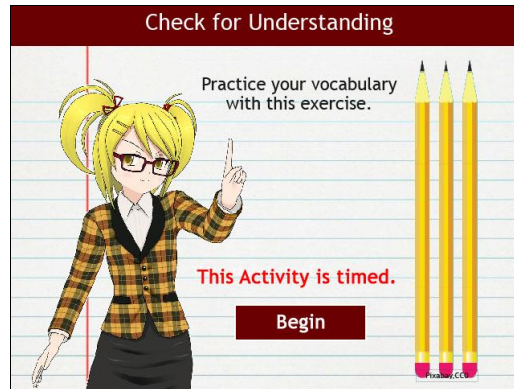 Check for Understanding
Practice your vocabulary
with this exercise.
This Activity is timed.
Begin
Pixabay,CC0